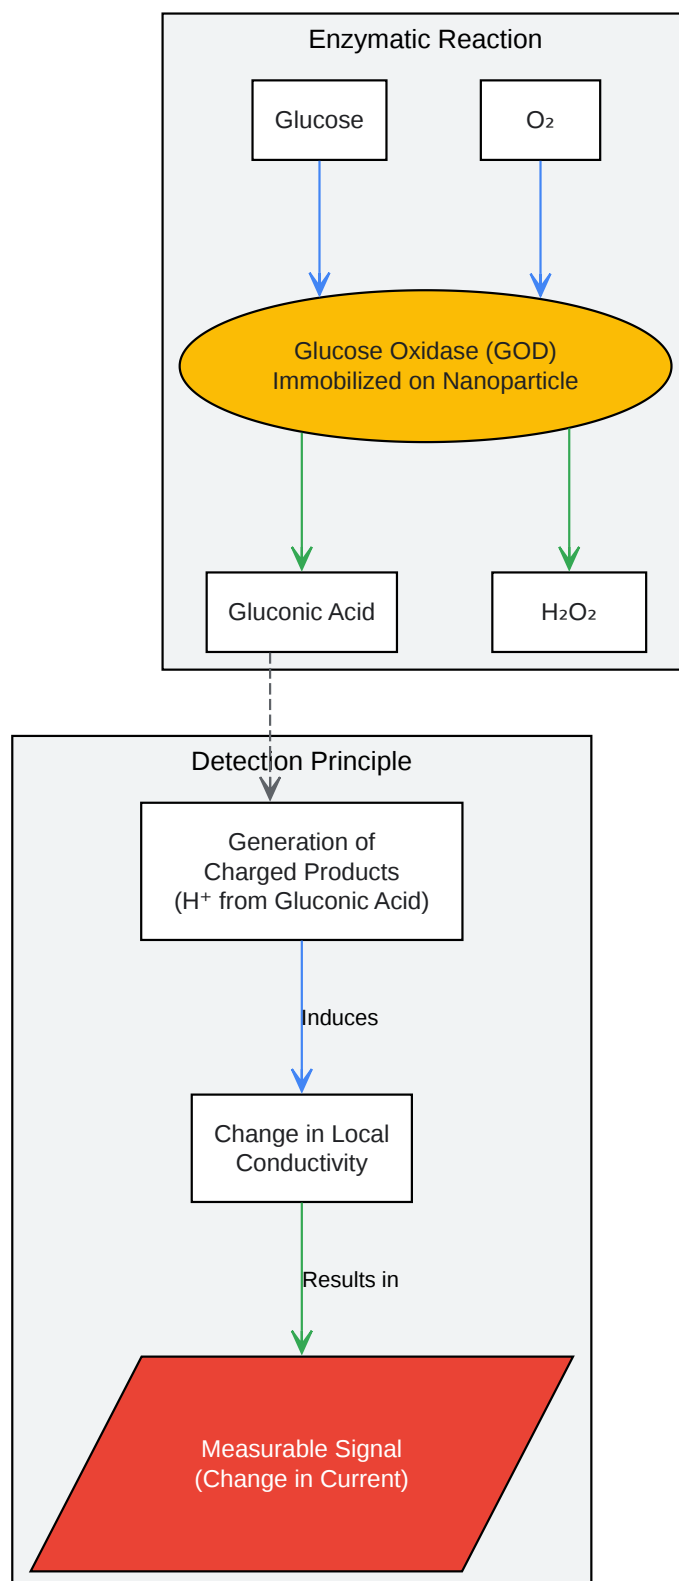 Enzymatic Reaction
Glucose
O₂
Glucose Oxidase (GOD)
Immobilized on Nanoparticle
Gluconic Acid
H₂O₂
Detection Principle
Generation of
Charged Products
(H⁺ from Gluconic Acid)
Induces
Change in Local
Conductivity
Results in
Measurable Signal
(Change in Current)